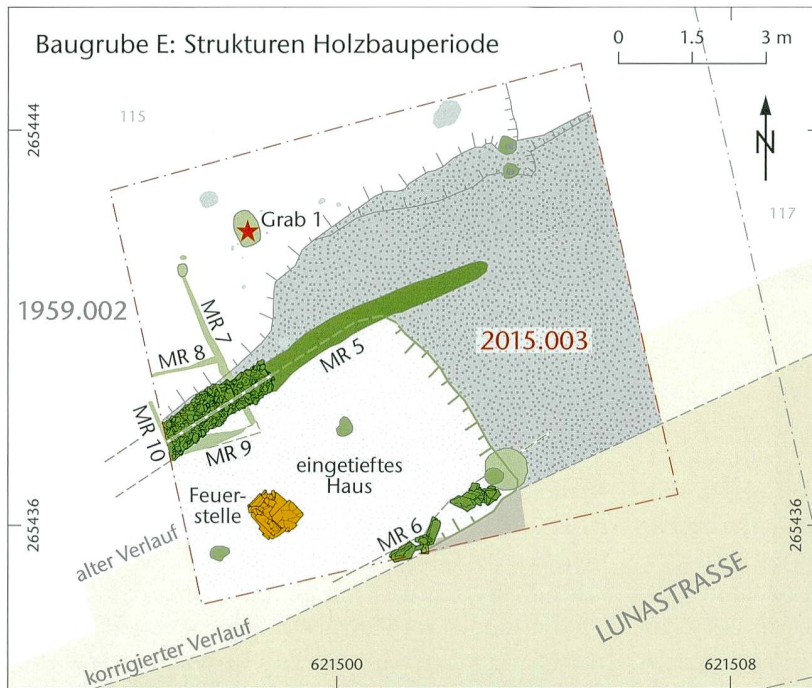 Baugrube E: Strukturen Holzbauperiode
0 1.5 3 m
N
265444
115
117
Grab 1
1959.002
MR 7
MR 8
MR 5
2015.003
MR 10
MR 9
eingetieftes
Haus
Feuer-
stelle
MR 6
265436
265436
alter Verlauf
LUNASTRASSE
korrigierter Verlauf
621500
621508